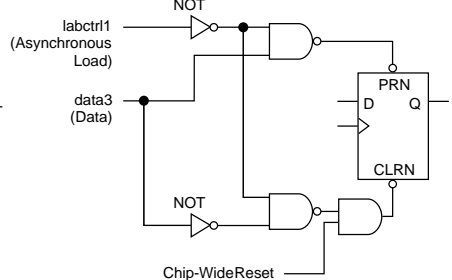 NOT
labctrl1
(Asynchronous
Load)
PRN
data3
(Data)
D Q
CLRN
NOT
Chip-WideReset